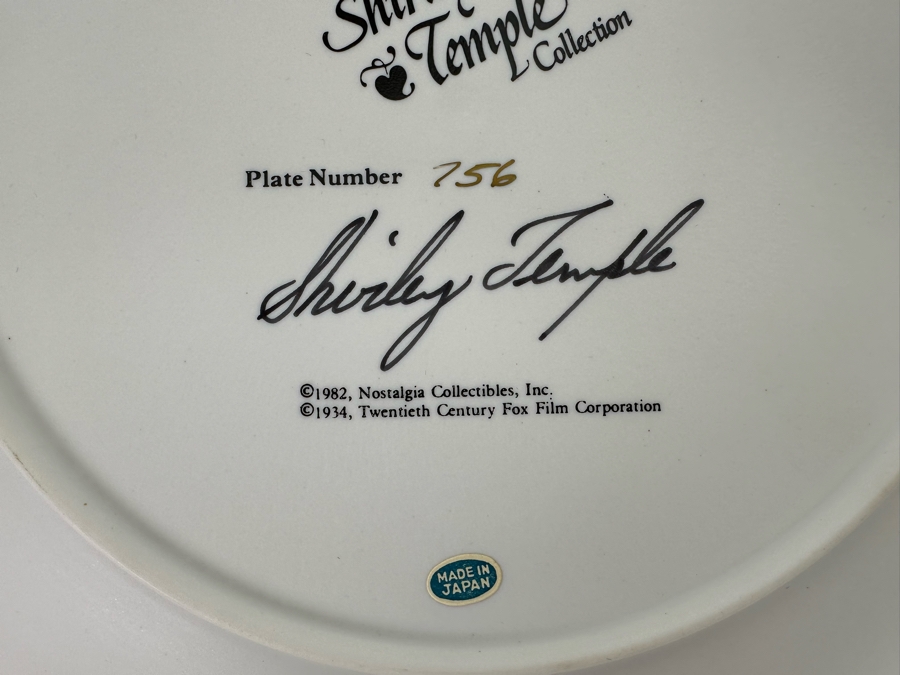 Temple
Collection
Plate Number 756
Shirley Temple
©1982, Nostalgia Collectibles, Inc.
©1934, Twentieth Century Fox Film Corporation
MADE IN
JAPAN